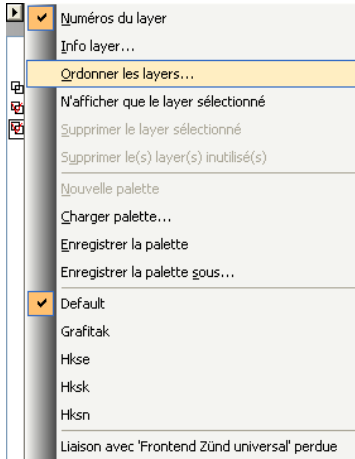 Numéros du layer
Info layer...
Ordonner les layers...
N'afficher que le layer sélectionné
Supprimer le layer sélectionné
Supprimer le(s) layer(s) inutilisé(s)
Nouvelle palette
Charger palette...
Enregistrer la palette
Enregistrer la palette sous...
Default
Grafitak
Hkse
Hksk
Hksn
Liaison avec 'Frontend Zünd universal' perdue